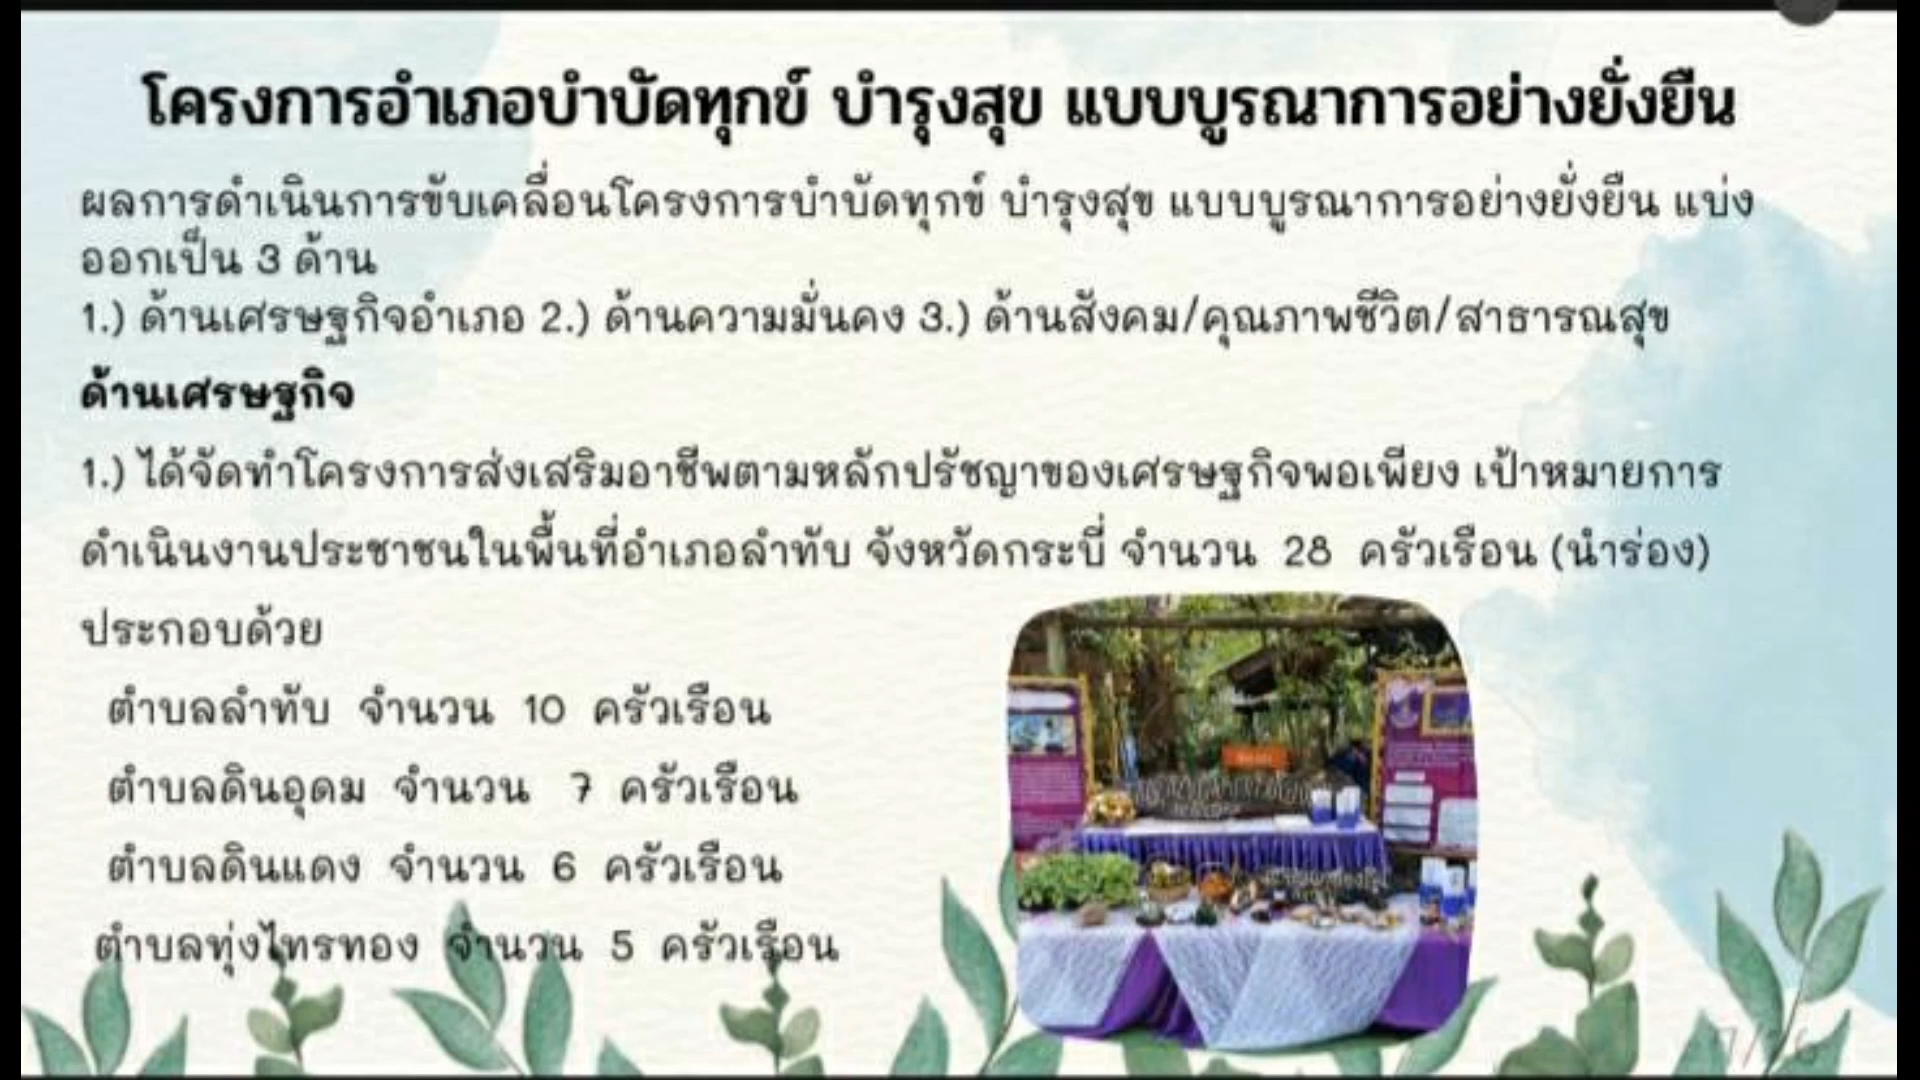 โครงการอำเภอบำบัดทุกข์ บำรุงสุข แบบบูรณาการอย่างยั่งยืน
ผลการดำเนินการขับเคลื่อนโครงการบำบัดทุกข์ บำรุงสุข แบบบูรณาการอย่างยั่งยืน แบ่ง
ออกเป็น 3 ด้าน
1.) ด้านเศรษฐกิจอำเภอ 2.) ด้านความมั่นคง 3.) ด้านสังคม/คุณภาพชีวิต/สาธารณสุข
ด้านเศรษฐกิจ
1.) ได้จัดทำโครงการส่งเสริมอาชีพตามหลักปรัชญาของเศรษฐกิจพอเพียง เป้าหมายการ
ดำเนินงานประชาชนในพื้นที่อำเภอลำทับ จังหวัดกระบี่ จำนวน 28 ครัวเรือน (นำร่อง)
ประกอบด้วย
ตำบลลำทับ จำนวน 10 ครัวเรือน
ตำบลดินอุดม จำนวน 7 ครัวเรือน
ตำบลดินแดง จำนวน 6 ครัวเรือน
ตำบลทุ่งไทรทอง จำนวน 5 ครัวเรือน